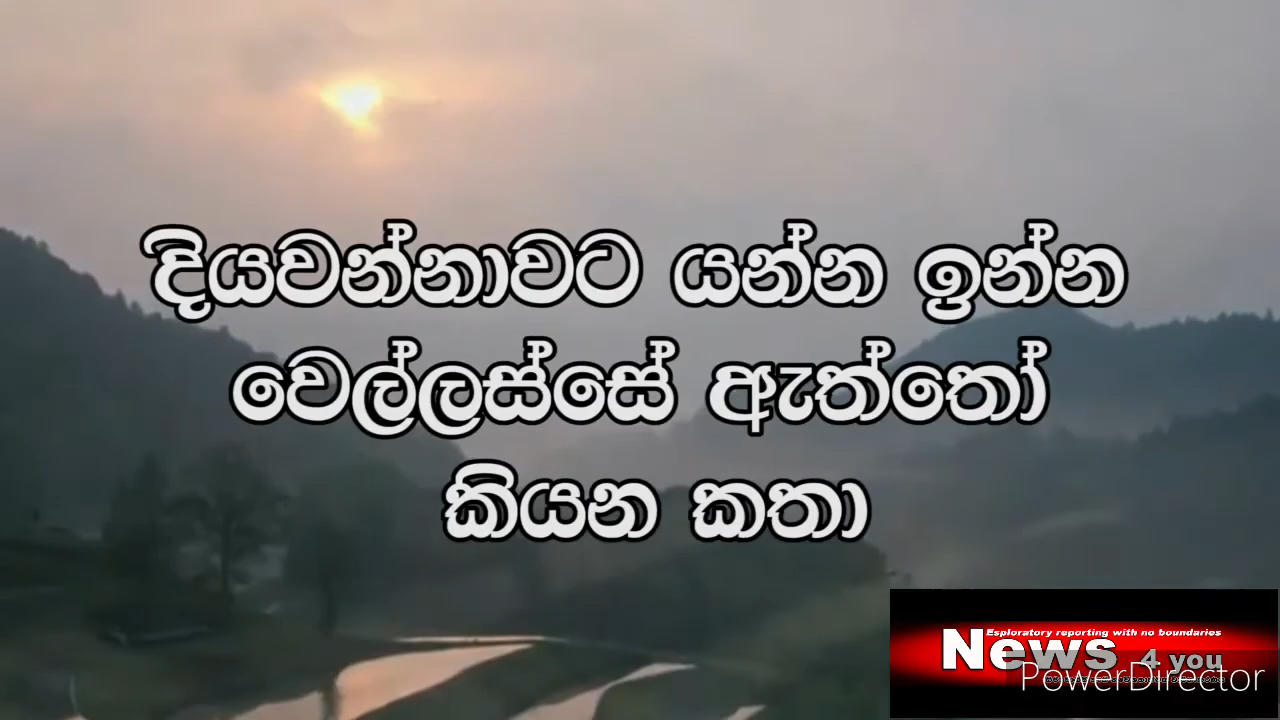 දියවන්නාවට යන්න ඉන්න
වෙල්ලස්සේ ඇත්තෝ
කියන කතා
Esploratory reporting with no boundaries
News 4 you
PowerDirector